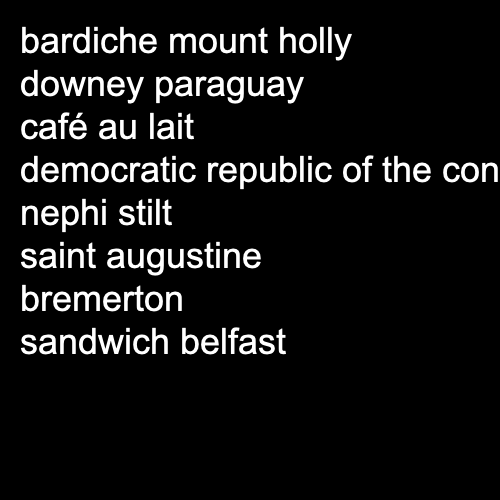 bardiche mount holly
downey paraguay
café au lait
democratic republic of the con
nephi stilt
saint augustine
bremerton
sandwich belfast